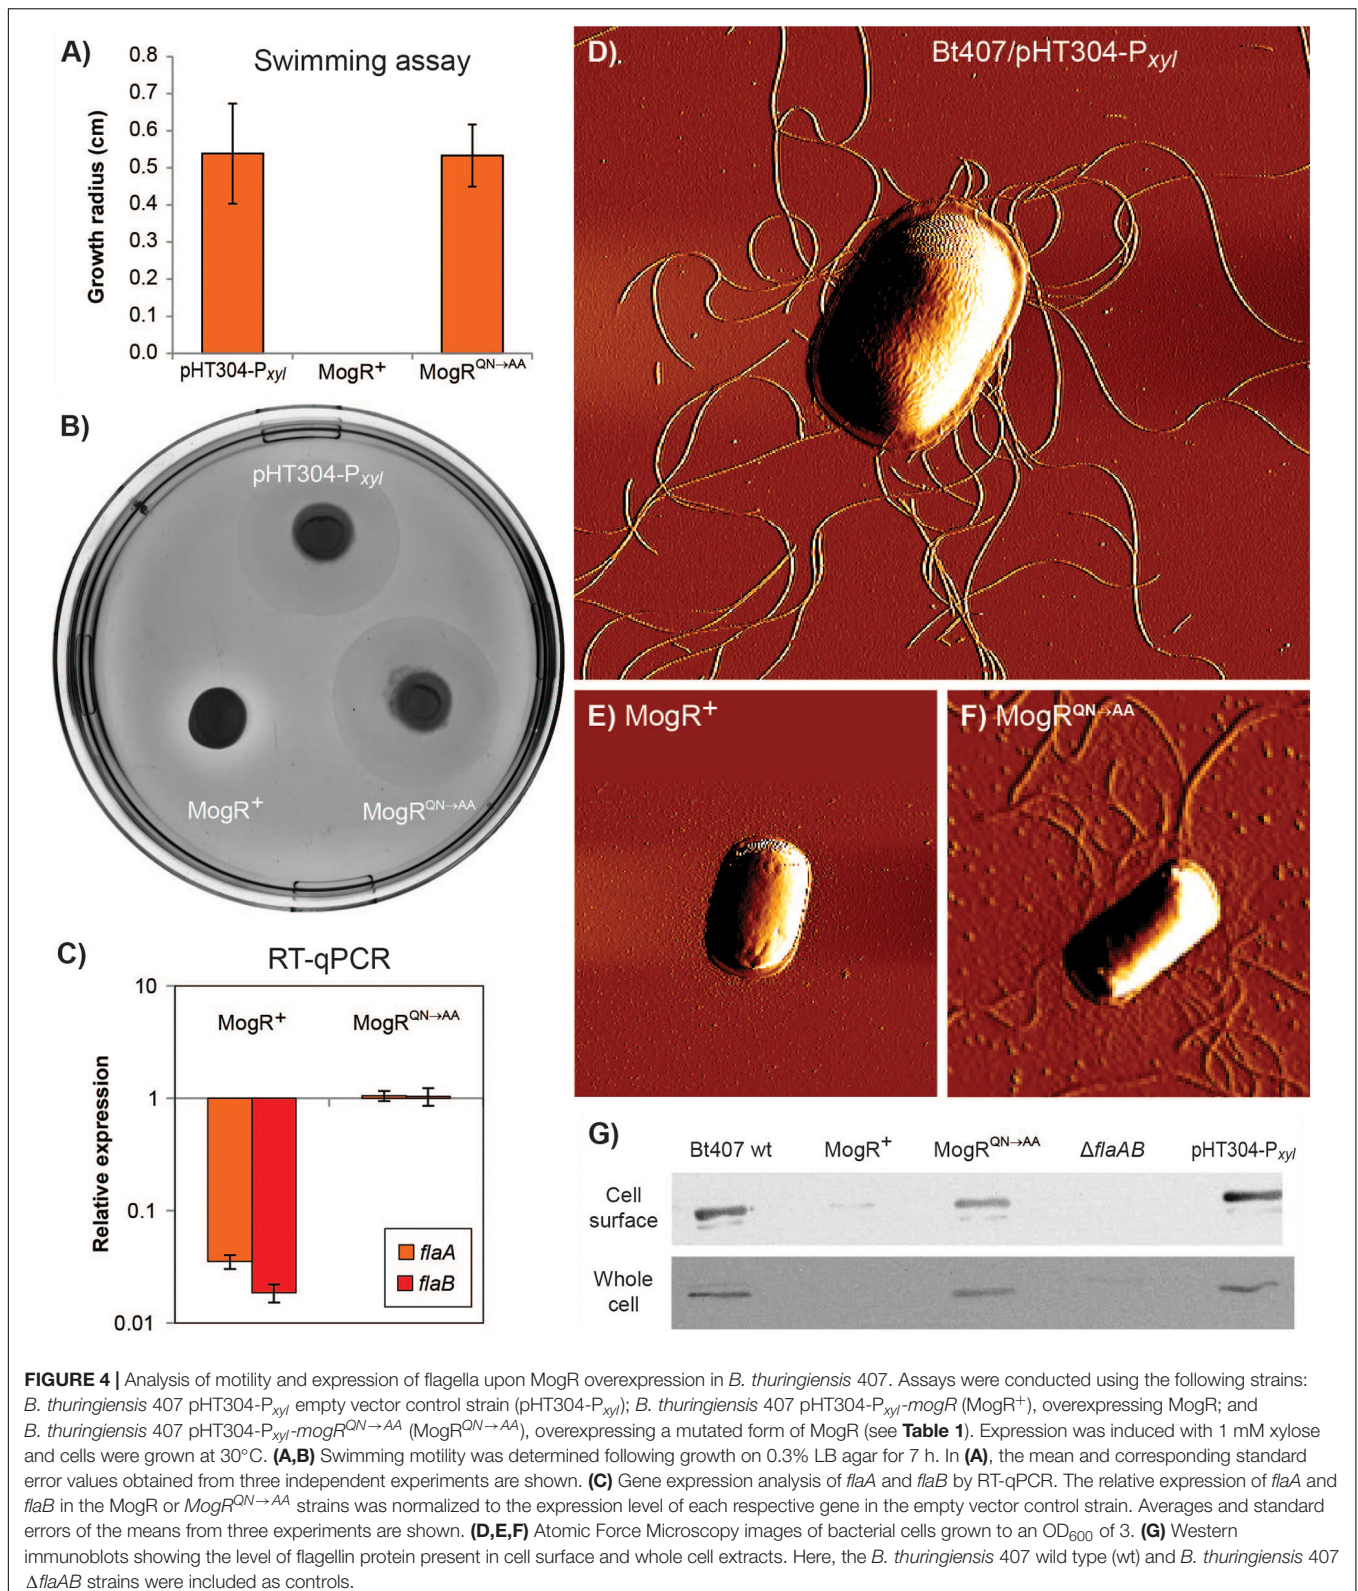 A)
Swimming assay
Growth radius (cm)
0.8
0.7
0.6
0.5
0.4
0.3
0.2
0.1
0.0
pHT304-Pxyl
MogR+
MogRQN→AA
B)
pHT304-Pxyl
MogR+
MogRQN→AA
C)
RT-qPCR
Relative expression
10
1
0.1
0.01
MogR+
MogRQN→AA
flaA
flaB
D)
Bt407/pHT304-Pxyl
E) MogR+
F) MogRQN→AA
G)
Bt407 wt
MogR+
MogRQN→AA
ΔflaAB
pHT304-Pxyl
Cell
surface
Whole
cell
FIGURE 4 | Analysis of motility and expression of flagella upon MogR overexpression in B. thuringiensis 407. Assays were conducted using the following strains:
B. thuringiensis 407 pHT304-Pxyl empty vector control strain (pHT304-Pxyl); B. thuringiensis 407 pHT304-Pxyl-mogR (MogR+), overexpressing MogR; and
B. thuringiensis 407 pHT304-Pxyl-mogRQN→AA (MogRQN→AA), overexpressing a mutated form of MogR (see Table 1). Expression was induced with 1 mM xylose
and cells were grown at 30°C. (A,B) Swimming motility was determined following growth on 0.3% LB agar for 7 h. In (A), the mean and corresponding standard
error values obtained from three independent experiments are shown. (C) Gene expression analysis of flaA and flaB by RT-qPCR. The relative expression of flaA and
flaB in the MogR or MogRQN→AA strains was normalized to the expression level of each respective gene in the empty vector control strain. Averages and standard
errors of the means from three experiments are shown. (D,E,F) Atomic Force Microscopy images of bacterial cells grown to an OD600 of 3. (G) Western
immunoblots showing the level of flagellin protein present in cell surface and whole cell extracts. Here, the B. thuringiensis 407 wild type (wt) and B. thuringiensis 407
ΔflaAB strains were included as controls.